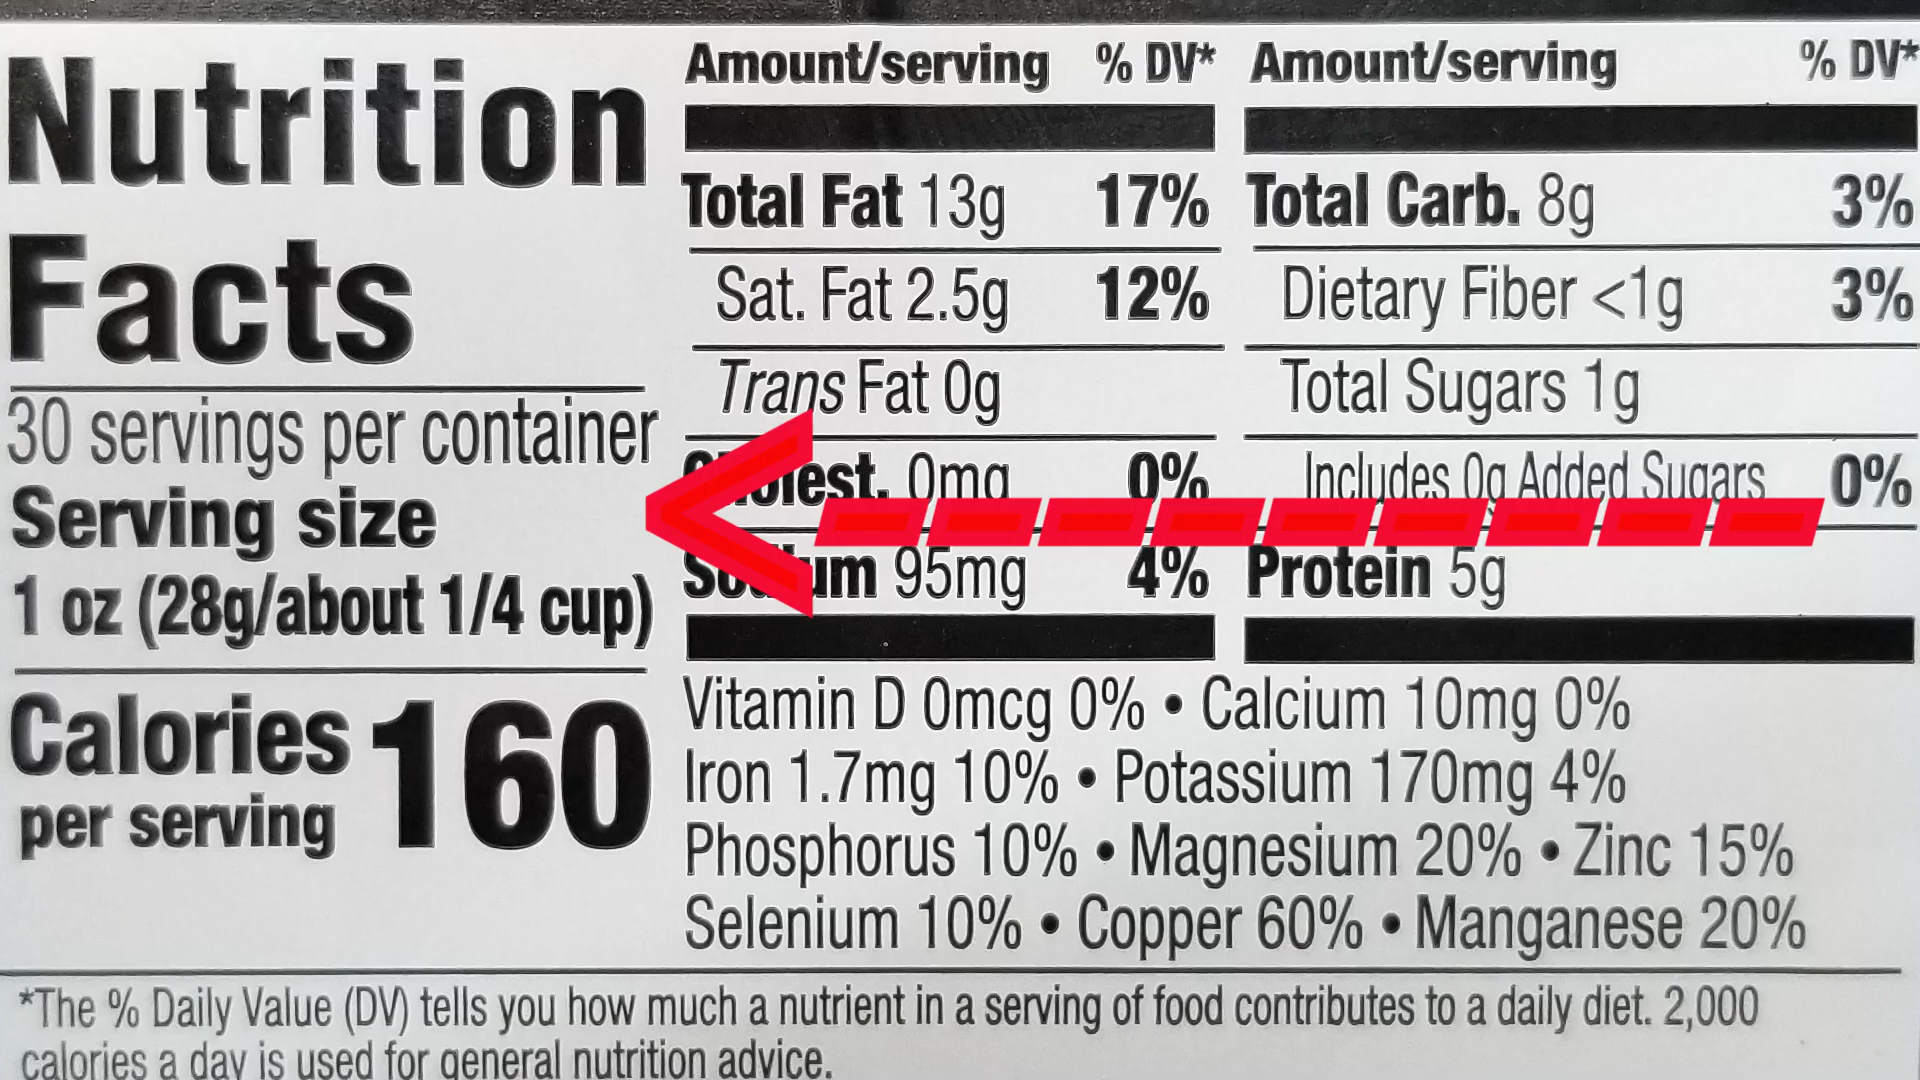 Nutrition
Facts
30 servings per container
Serving size
1 oz (28g/about 1/4 cup)
Calories 160
per serving
Amount/serving % DV*
Total Fat 13g 17%
Sat. Fat 2.5g 12%
Trans Fat 0g
Cholest. 0mg 0%
Sodium 95mg 4%
Amount/serving % DV*
Total Carb. 8g 3%
Dietary Fiber <1g 3%
Total Sugars 1g
Includes 0g Added Sugars 0%
Protein 5g
Vitamin D 0mcg 0% • Calcium 10mg 0%
Iron 1.7mg 10% • Potassium 170mg 4%
Phosphorus 10% • Magnesium 20% • Zinc 15%
Selenium 10% • Copper 60% • Manganese 20%
*The % Daily Value (DV) tells you how much a nutrient in a serving of food contributes to a daily diet. 2,000
calories a day is used for general nutrition advice.